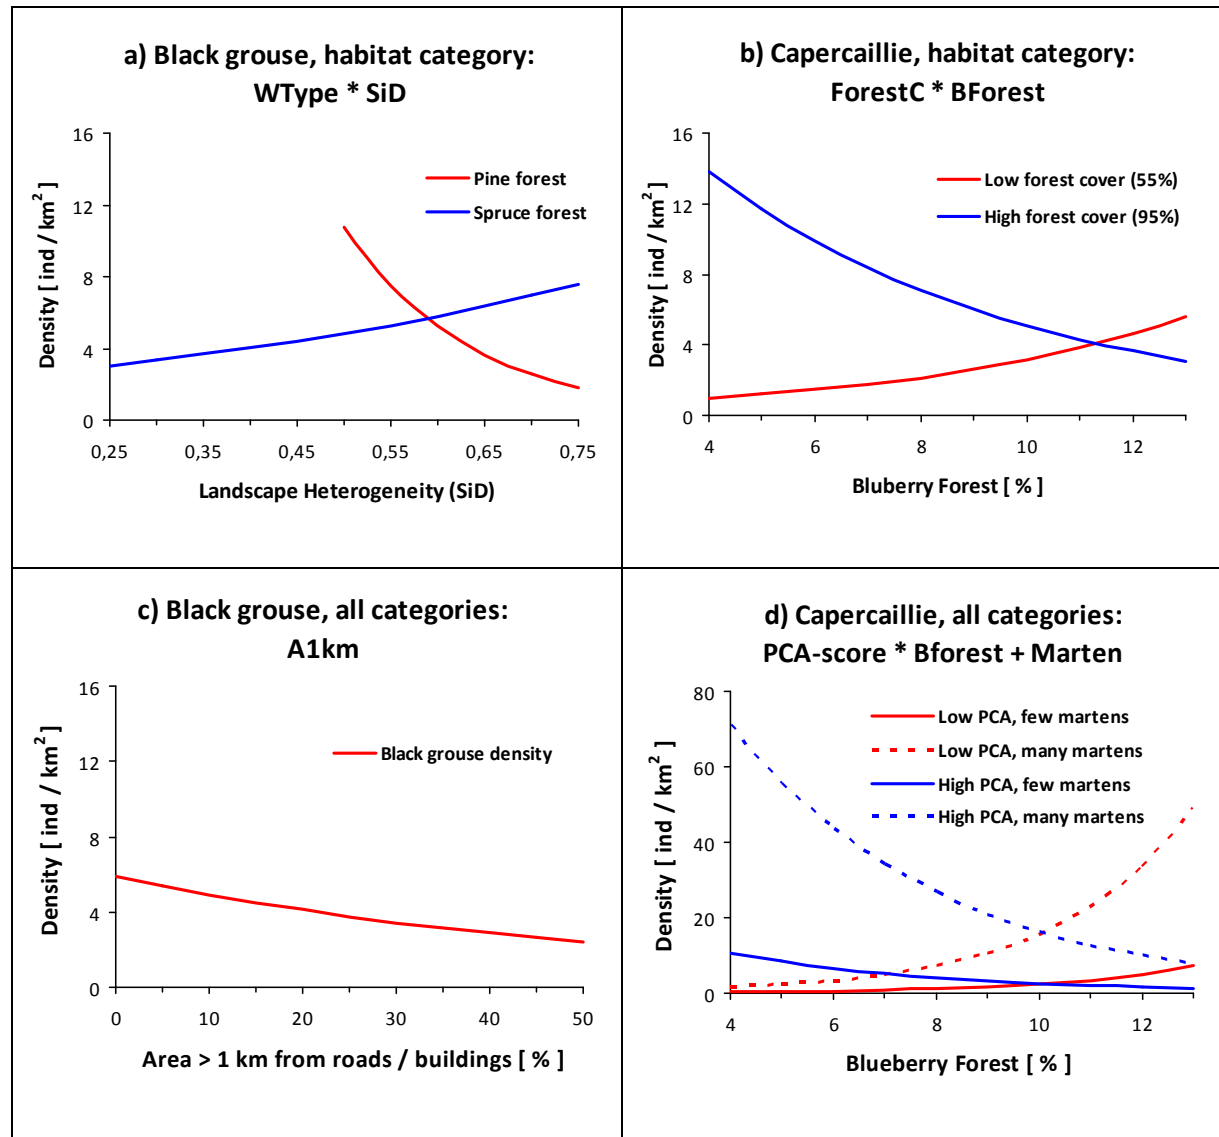 a) Black grouse, habitat category:
WType * SiD
16
12
8
4
0
Density [ ind / km²]
Pine forest
Spruce forest
0,25
0,35
0,45
0,55
0,65
0,75
Landscape Heterogeneity (SiD)
b) Capercaillie, habitat category:
ForestC * BForest
16
12
8
4
0
Density [ ind / km²]
Low forest cover (55%)
High forest cover (95%)
4
6
8
10
12
Bluberry Forest [ % ]
c) Black grouse, all categories:
A1km
16
12
8
4
0
Density [ ind / km²]
Black grouse density
0
10
20
30
40
50
Area > 1 km from roads / buildings [ % ]
d) Capercaillie, all categories:
PCA-score * Bforest + Marten
80
60
40
20
0
Density [ ind / km²]
Low PCA, few martens
Low PCA, many martens
High PCA, few martens
High PCA, many martens
4
6
8
10
12
Blueberry Forest [ % ]